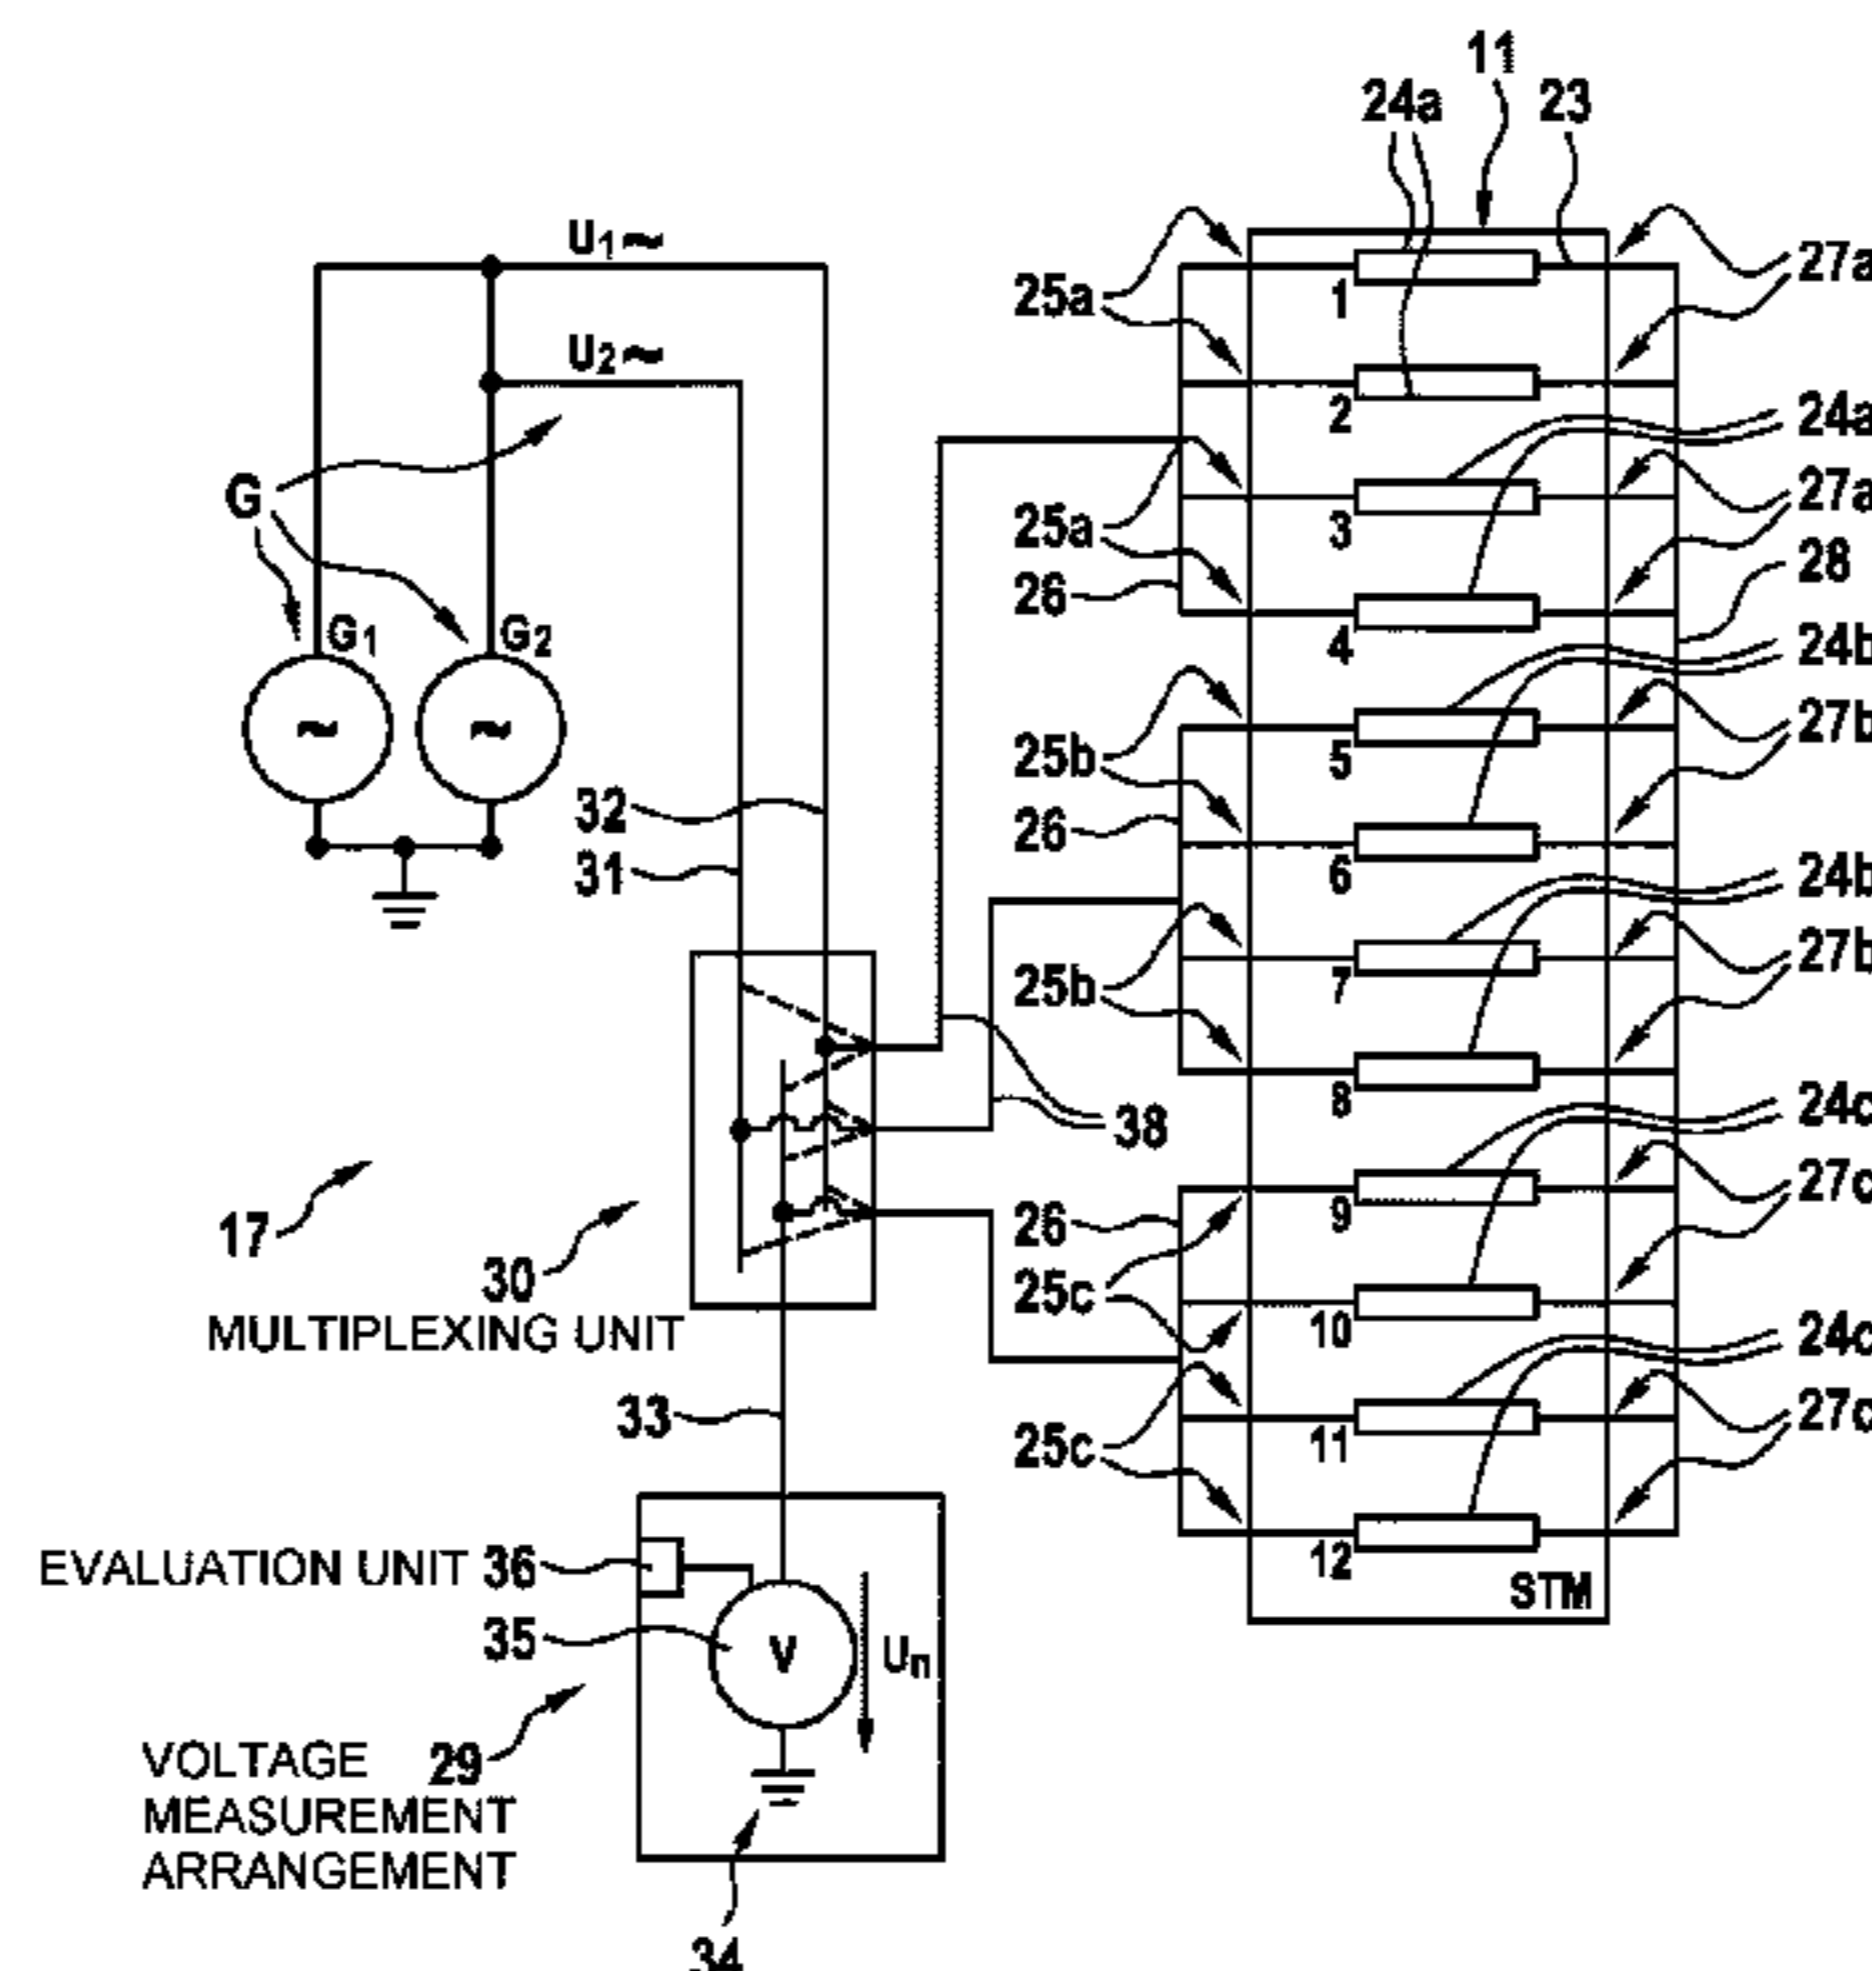 11
24a 23
U1~
25a 27a
1
U2~
2
24a
G
27a
25a 3
28
26
G1 G2 4
24b
~ ~
27b
25b 5
32
26
31 6
24b
27b
25b 7
38 8
24c
27c
17 26 9
30
25c
MULTIPLEXING UNIT 10
24c
33 27c
25c 11
EVALUATION UNIT 36 12
STM
35 V Un
VOLTAGE 29
MEASUREMENT
ARRANGEMENT
34